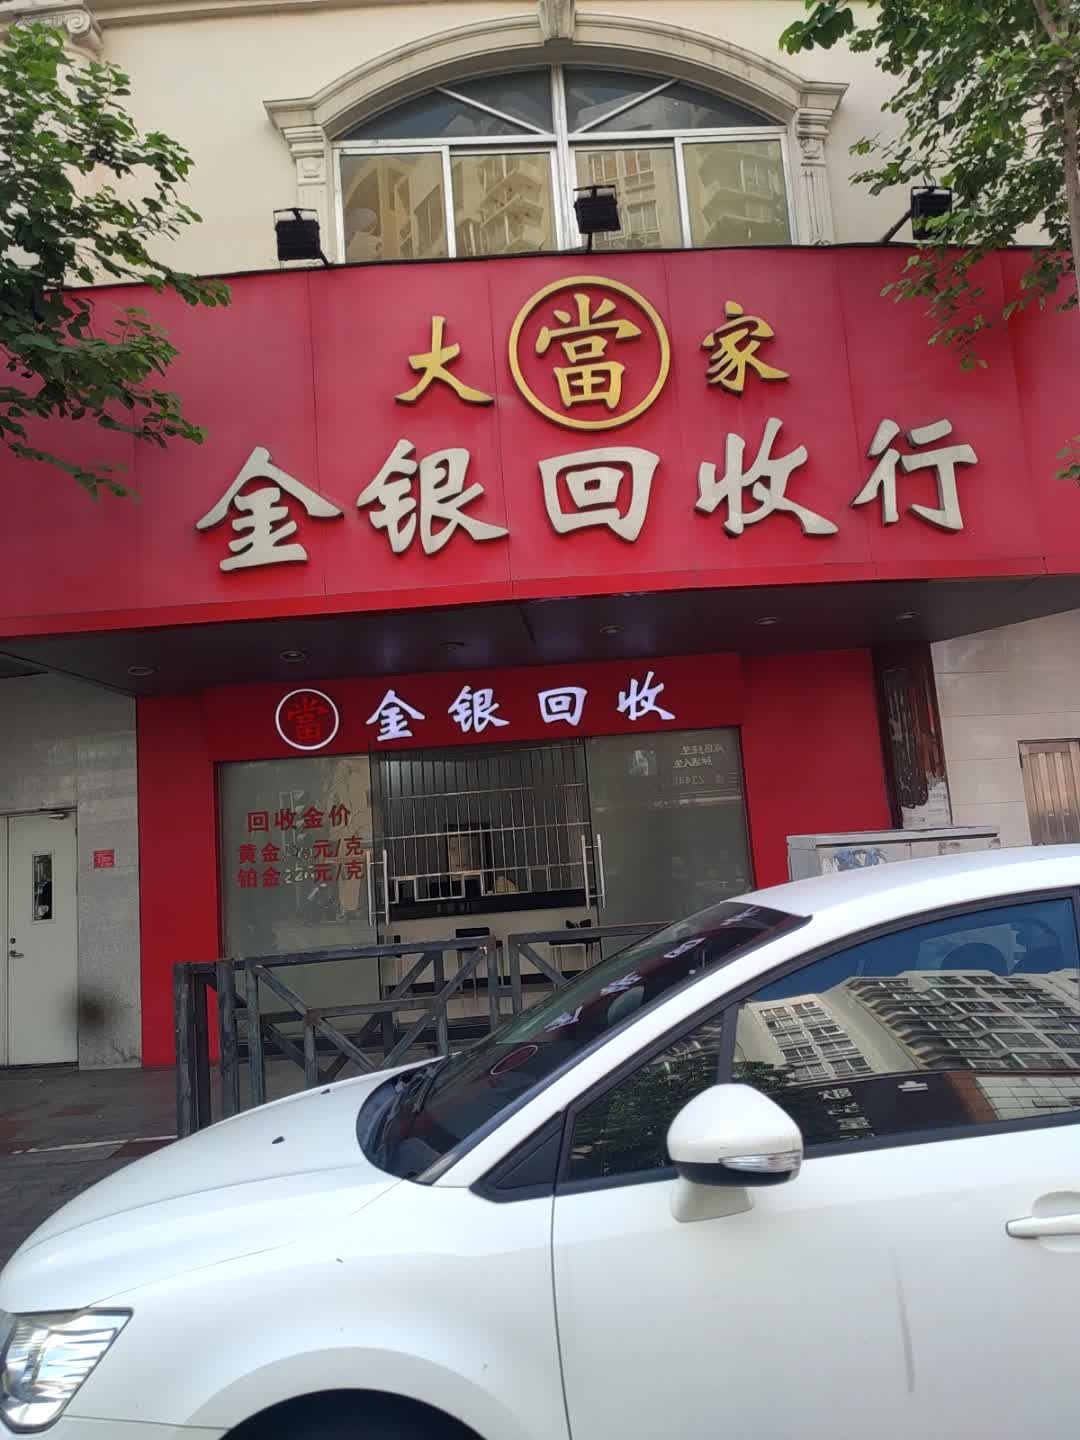 大當家
金银回收行
當 金银回收
回收金价
黄金 元/克
铂金 元/克